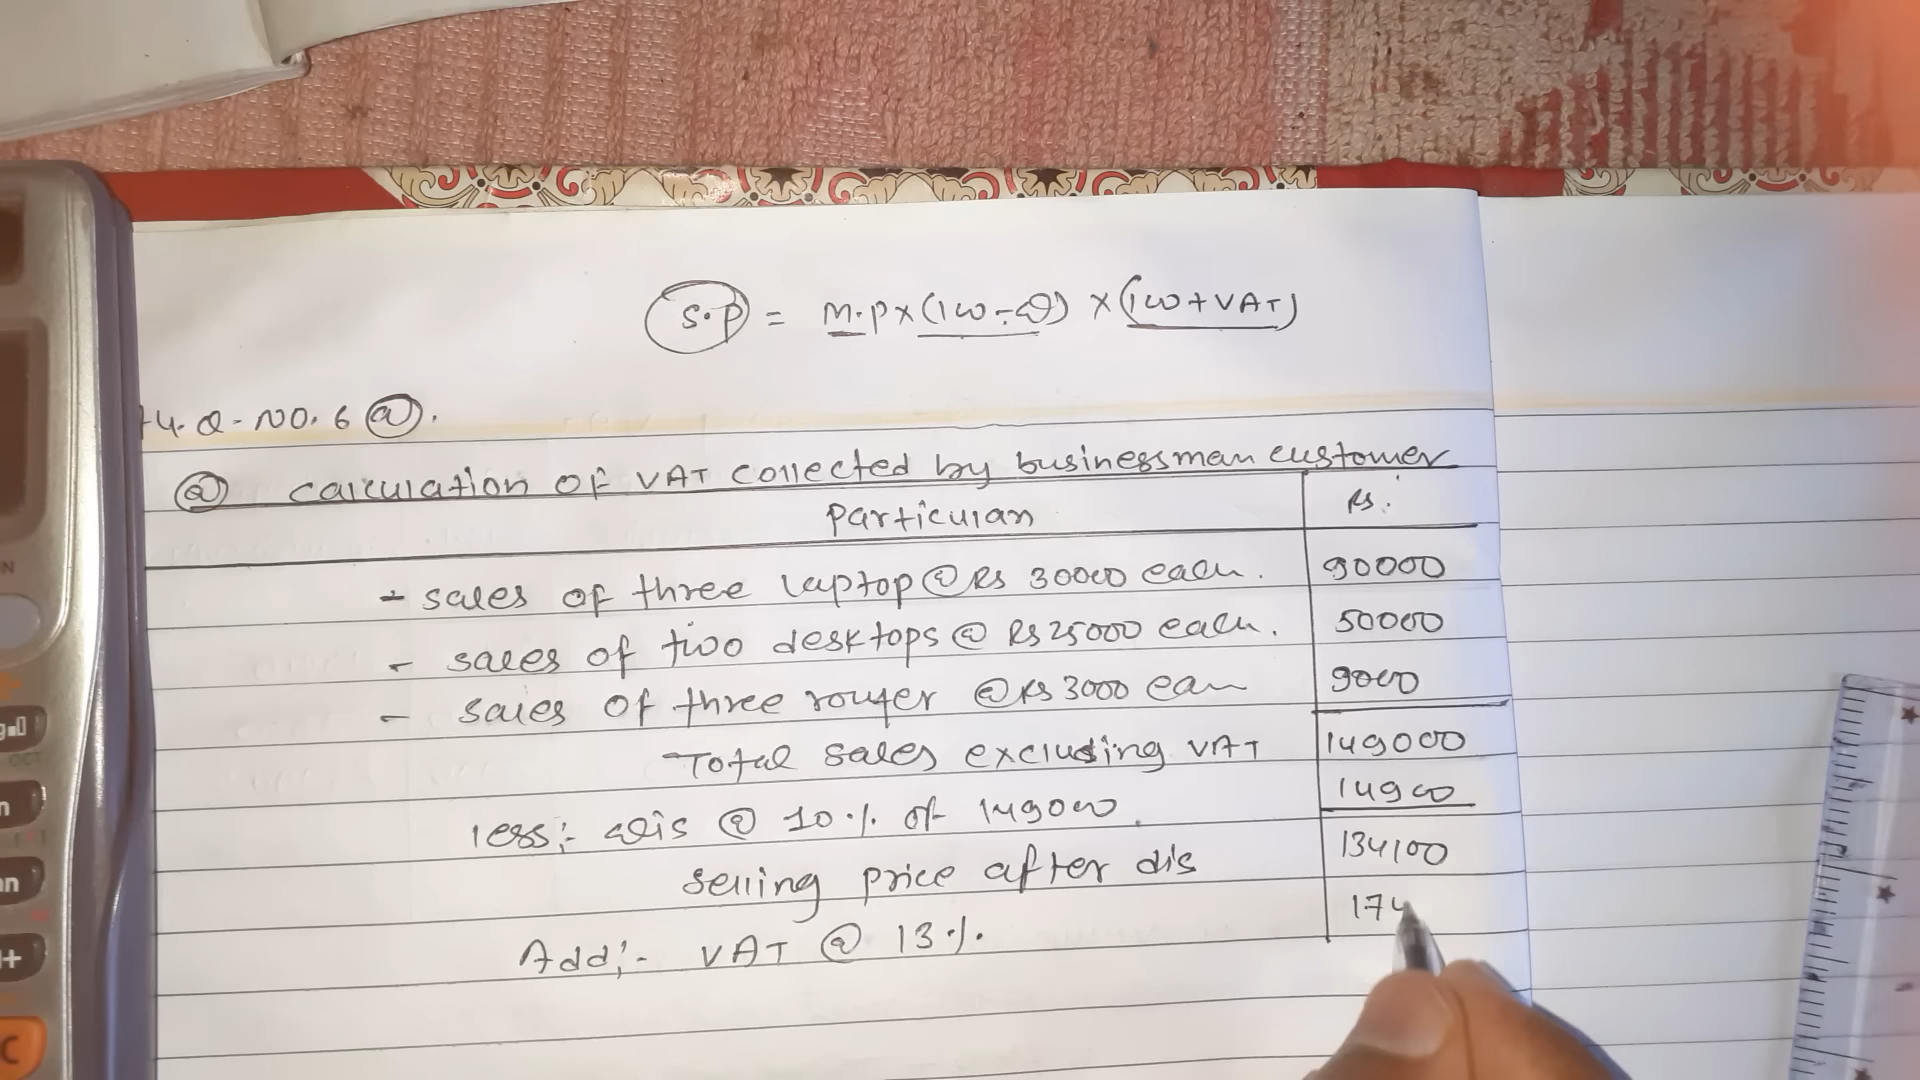 S.P = M.P x (100 - D) x (100 + VAT)
4. Q. NO. 6 (a).
(a) calculation of VAT collected by businessman customer
particular Rs.
- sales of three laptop @ Rs 30000 each. 90000
- sales of two desktops @ Rs 25000 each. 50000
- sales of three router @ Rs 3000 each 9000
Total sales excluding VAT 149000
less:- dis @ 10 % of 149000. 14900
selling price after dis 134100
Add:- VAT @ 13 %. 174